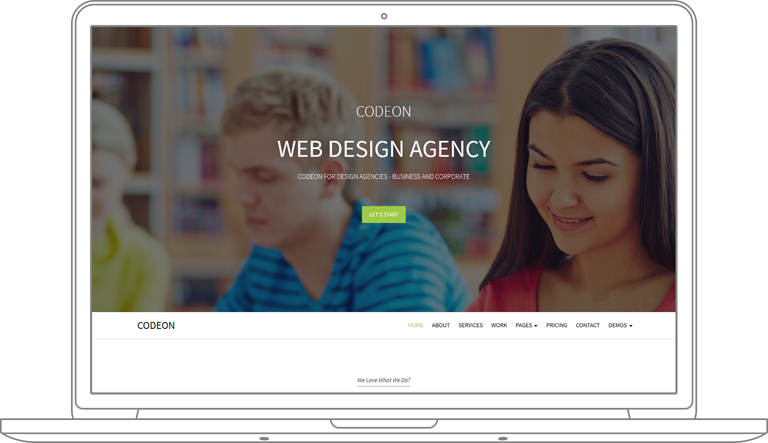 CODEON
WEB DESIGN AGENCY
CODEON FOR DESIGN AGENCIES - BUSINESS AND CORPORATE
LET'S START
CODEON
HOME ABOUT SERVICES WORK PAGES PRICING CONTACT DEMOS
We Love What We Do?